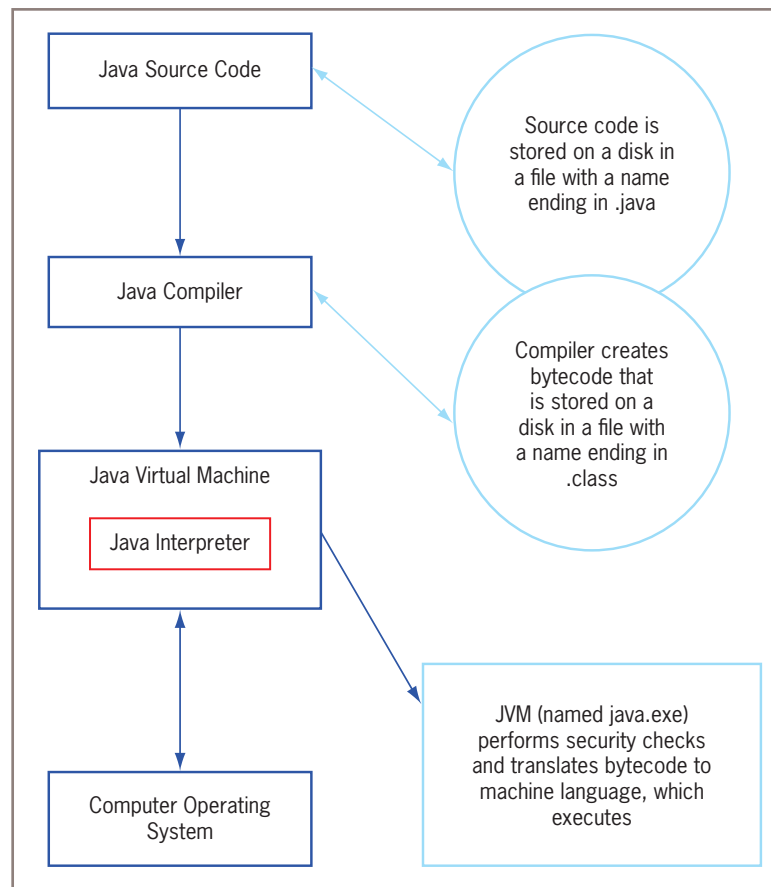 Java Source Code
Source code is
stored on a disk in
a file with a name
ending in .java
Java Compiler
Compiler creates
bytecode that
is stored on a
disk in a file with
a name ending in
.class
Java Virtual Machine
Java Interpreter
JVM (named java.exe)
performs security checks
and translates bytecode to
machine language, which
executes
Computer Operating
System